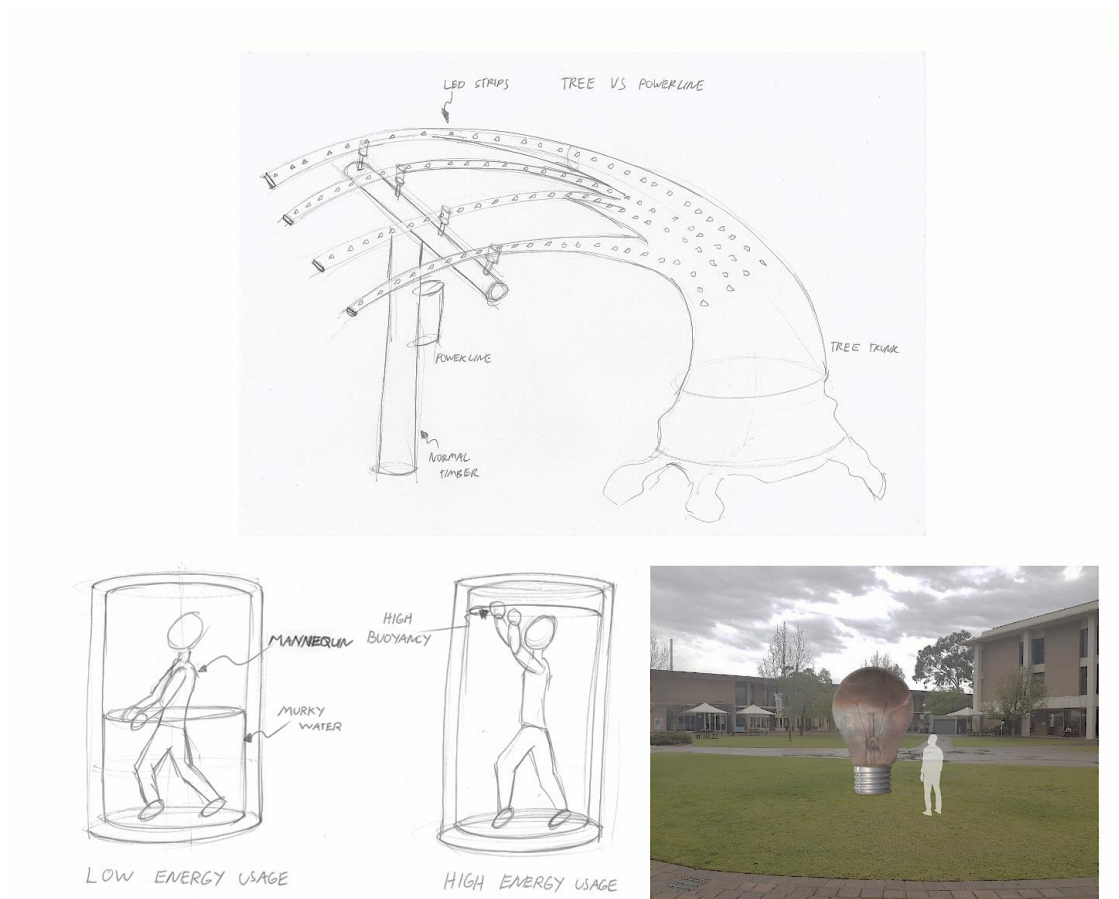 LED STRIPS
TREE VS POWERLINE
TREE TRUNK
POWERLINE
NORMAL
TIMBER
MANNEQUIN
MURKY
WATER
HIGH
BUOYANCY
LOW ENERGY USAGE
HIGH ENERGY USAGE